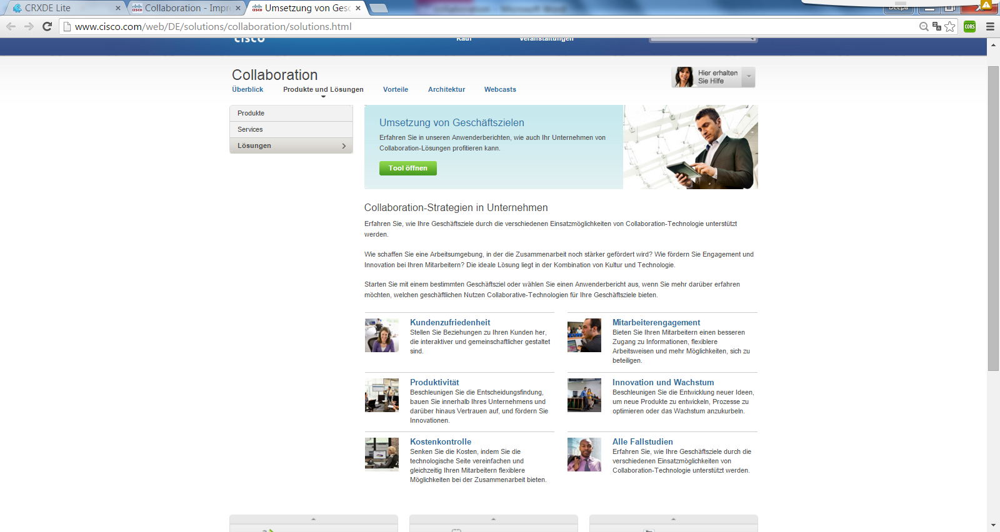 CRXDE Lite
Collaboration - Impre
Umsetzung von Gesc
Deepa
www.cisco.com/web/DE/solutions/collaboration/solutions.html
CORS
cisco
Kauf
Veranstaltungen
Collaboration
Hier erhalten
Sie Hilfe
Überblick
Produkte und Lösungen
Vorteile
Architektur
Webcasts
Produkte
Services
Lösungen
Umsetzung von Geschäftszielen
Erfahren Sie in unseren Anwenderberichten, wie auch Ihr Unternehmen von
Collaboration-Lösungen profitieren kann.
Tool öffnen
Collaboration-Strategien in Unternehmen
Erfahren Sie, wie Ihre Geschäftsziele durch die verschiedenen Einsatzmöglichkeiten von Collaboration-Technologie unterstützt
werden.
Wie schaffen Sie eine Arbeitsumgebung, in der die Zusammenarbeit noch stärker gefördert wird? Wie fördern Sie Engagement und
Innovation bei Ihren Mitarbeitern? Die ideale Lösung liegt in der Kombination von Kultur und Technologie.
Starten Sie mit einem bestimmten Geschäftsziel oder wählen Sie einen Anwenderbericht aus, wenn Sie mehr darüber erfahren
möchten, welchen geschäftlichen Nutzen Collaborative-Technologien für Ihre Geschäftsziele bieten.
Kundenzufriedenheit
Stellen Sie Beziehungen zu Ihren Kunden her,
die interaktiver und gemeinschaftlicher gestaltet
sind.
Mitarbeiterengagement
Bieten Sie Ihren Mitarbeitern einen besseren
Zugang zu Informationen, flexiblere
Arbeitsweisen und mehr Möglichkeiten, sich zu
beteiligen.
Produktivität
Beschleunigen Sie die Entscheidungsfindung,
bauen Sie innerhalb Ihres Unternehmens und
darüber hinaus Vertrauen auf, und fördern Sie
Innovationen.
Innovation und Wachstum
Beschleunigen Sie die Entwicklung neuer Ideen,
um neue Produkte zu entwickeln, Prozesse zu
optimieren oder das Wachstum anzukurbeln.
Kostenkontrolle
Senken Sie die Kosten, indem Sie die
technologische Seite vereinfachen und
gleichzeitig Ihren Mitarbeitern flexiblere
Möglichkeiten bei der Zusammenarbeit bieten.
Alle Fallstudien
Erfahren Sie, wie Ihre Geschäftsziele durch die
verschiedenen Einsatzmöglichkeiten von
Collaboration-Technologie unterstützt werden.